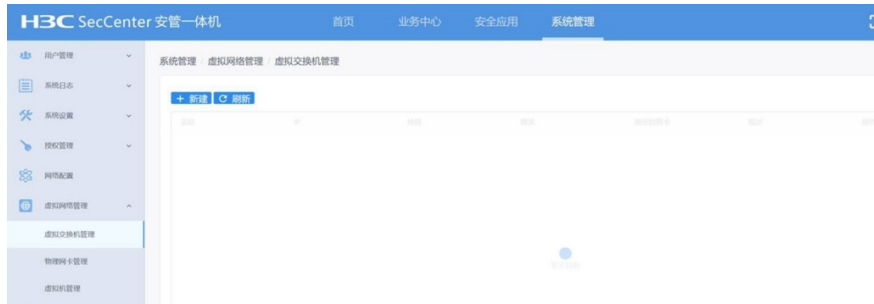 H3C SecCenter 安管一体机 首页 业务中心 安全应用 系统管理
用户管理
系统管理 / 虚拟网络管理 / 虚拟交换机管理
系统日志
+ 新建 刷新
系统设置
授权管理
网络配置
虚拟网络管理
虚拟交换机管理
物理网卡管理
虚拟机管理